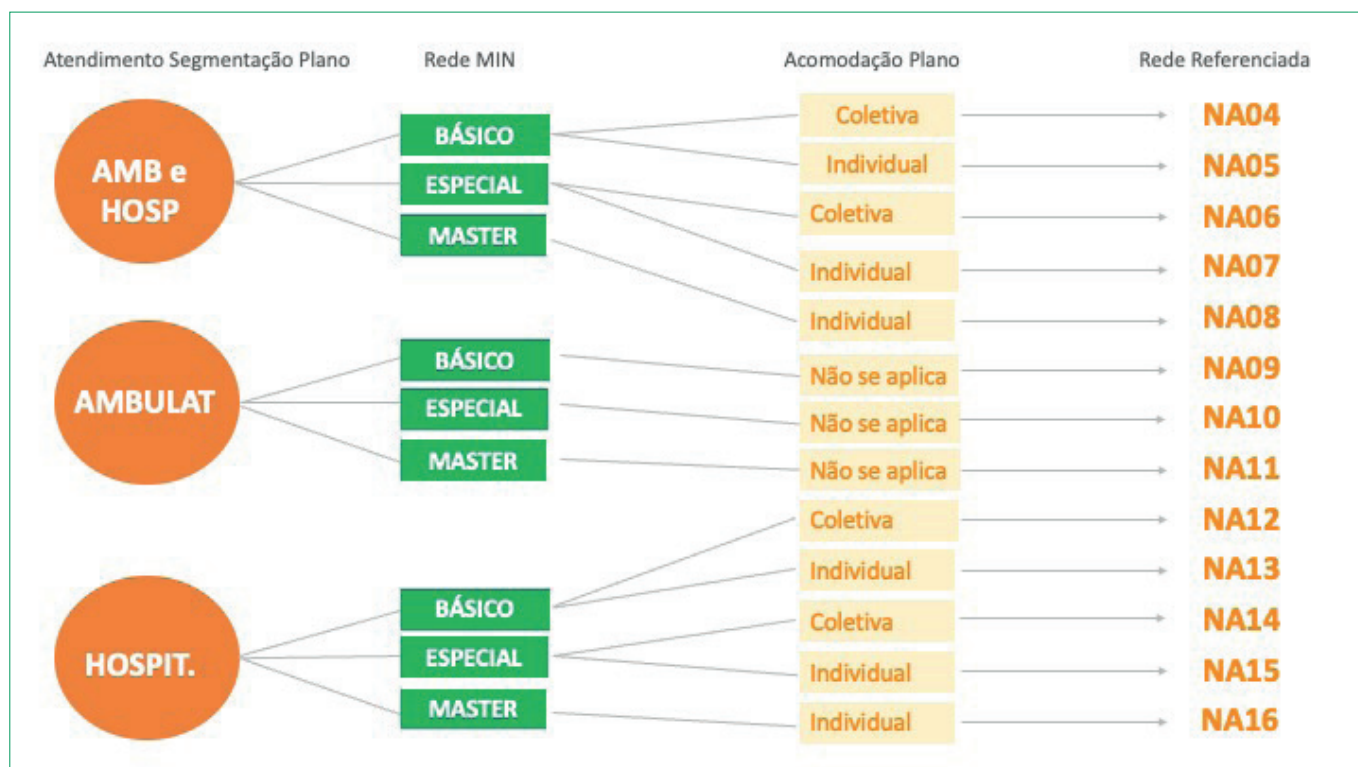 Atendimento Segmentação Plano
Rede MIN
Acomodação Plano
Rede Referenciada
AMB e
HOSP
BÁSICO
ESPECIAL
MASTER
Coletiva
NA04
Individual
NA05
Coletiva
NA06
Individual
NA07
Individual
NA08
AMBULAT
BÁSICO
ESPECIAL
MASTER
Não se aplica
NA09
Não se aplica
NA10
Não se aplica
NA11
HOSPIT.
BÁSICO
ESPECIAL
MASTER
Coletiva
NA12
Individual
NA13
Coletiva
NA14
Individual
NA15
Individual
NA16